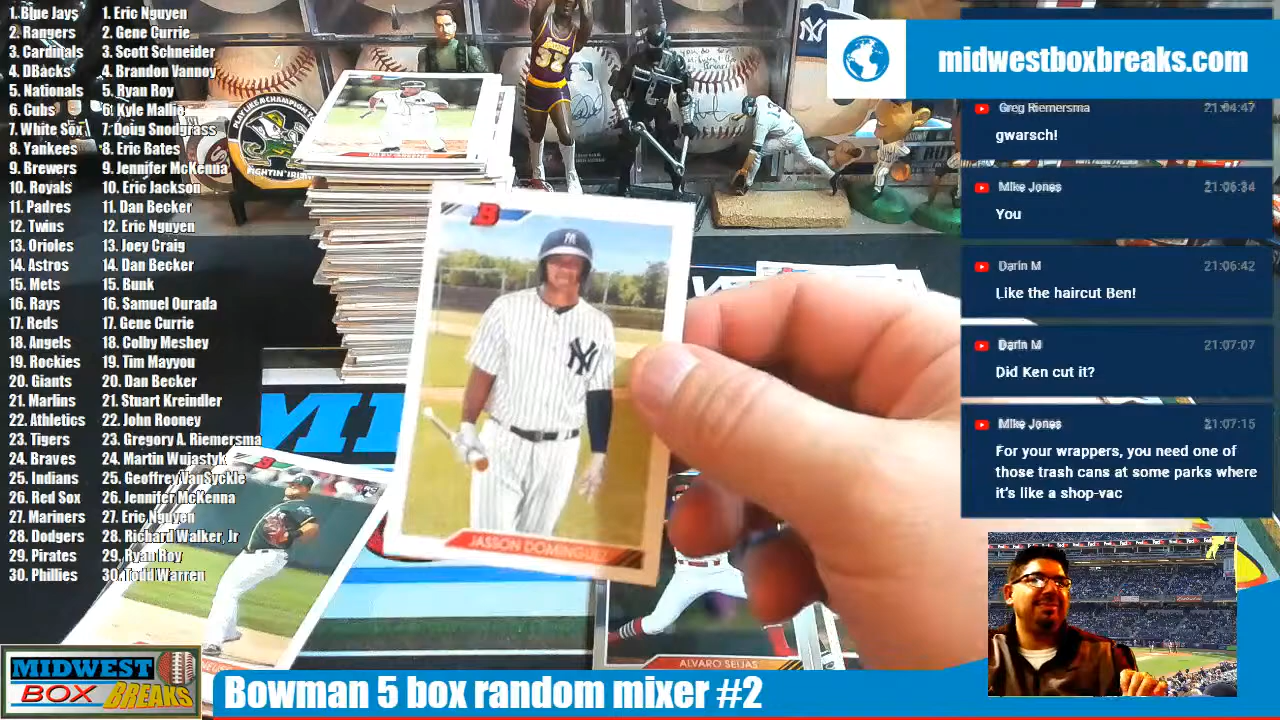 1. Blue Jays 1. Eric Nguyen
2. Rangers 2. Gene Currie
3. Cardinals 3. Scott Schneider
4. DBacks 4. Brandon Vannoy
5. Nationals 5. Ryan Roy
6. Cubs 6. Kyle Mallie
7. White Sox 7. Doug Snodgrass
8. Yankees 8. Eric Bates
9. Brewers 9. Jennifer McKenna
10. Royals 10. Eric Jackson
11. Padres 11. Dan Becker
12. Twins 12. Eric Nguyen
13. Orioles 13. Joey Craig
14. Astros 14. Dan Becker
15. Mets 15. Bunk
16. Rays 16. Samuel Ourada
17. Reds 17. Gene Currie
18. Angels 18. Colby Meshey
19. Rockies 19. Tim Mayyou
20. Giants 20. Dan Becker
21. Marlins 21. Stuart Kreindler
22. Athletics 22. John Rooney
23. Tigers 23. Gregory A. Riemersma
24. Braves 24. Martin Wujastyk
25. Indians 25. Geoffrey VanSyckle
26. Red Sox 26. Jennifer McKenna
27. Mariners 27. Eric Nguyen
28. Dodgers 28. Richard Walker, Jr
29. Pirates 29. Ryan Roy
30. Phillies 30. Todd Warren
PLAY LIKE A CHAMPION
FIGHTIN' IRISH
32
B
NY
JASSON DOMINGUEZ
ALVARO SEIJAS
midwestboxbreaks.com
Greg Riemersma 21:04:47
gwarsch!
Mike Jones 21:06:34
You
Darin M 21:06:42
Like the haircut Ben!
Darin M 21:07:07
Did Ken cut it?
Mike Jones 21:07:15
For your wrappers, you need one of
those trash cans at some parks where
it's like a shop-vac
MIDWEST
BOX BREAKS
Bowman 5 box random mixer #2